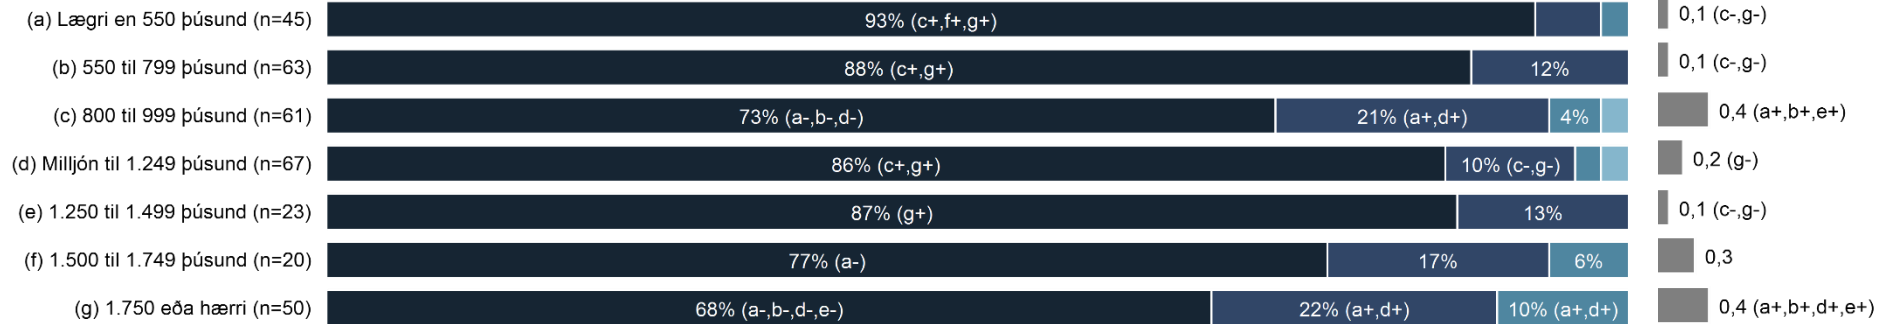 (a) Lægri en 550 þúsund (n=45) 93% (c+,f+,g+) 0,1 (c-,g-)
(b) 550 til 799 þúsund (n=63) 88% (c+,g+) 12% 0,1 (c-,g-)
(c) 800 til 999 þúsund (n=61) 73% (a-,b-,d-) 21% (a+,d+) 4% 0,4 (a+,b+,e+)
(d) Milljón til 1.249 þúsund (n=67) 86% (c+,g+) 10% (c-,g-) 0,2 (g-)
(e) 1.250 til 1.499 þúsund (n=23) 87% (g+) 13% 0,1 (c-,g-)
(f) 1.500 til 1.749 þúsund (n=20) 77% (a-) 17% 6% 0,3
(g) 1.750 eða hærri (n=50) 68% (a-,b-,d-,e-) 22% (a+,d+) 10% (a+,d+) 0,4 (a+,b+,d+,e+)